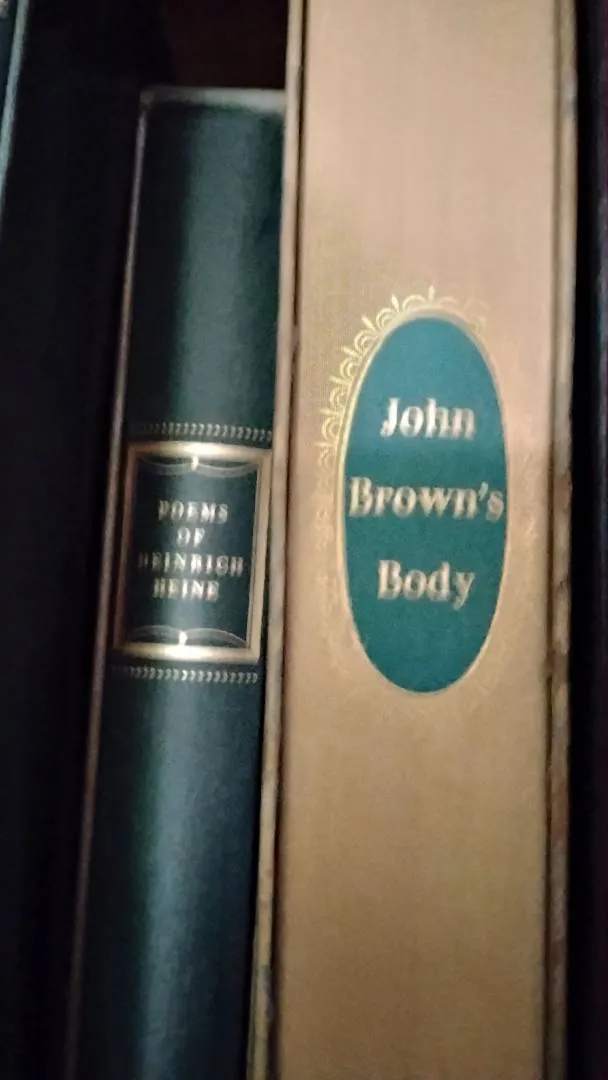 POEMS
OF
HEINRICH
HEINE
John
Brown's
Body